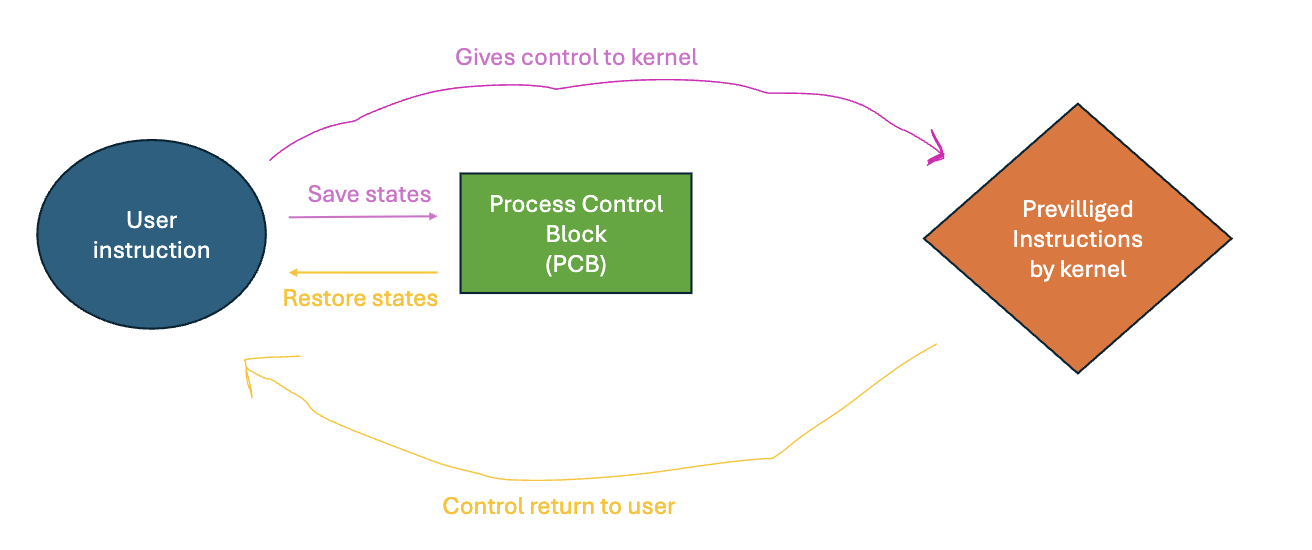 Gives control to kernel
Save states
User
instruction
Process Control
Block
(PCB)
Previlliged
Instructions
by kernel
Restore states
Control return to user